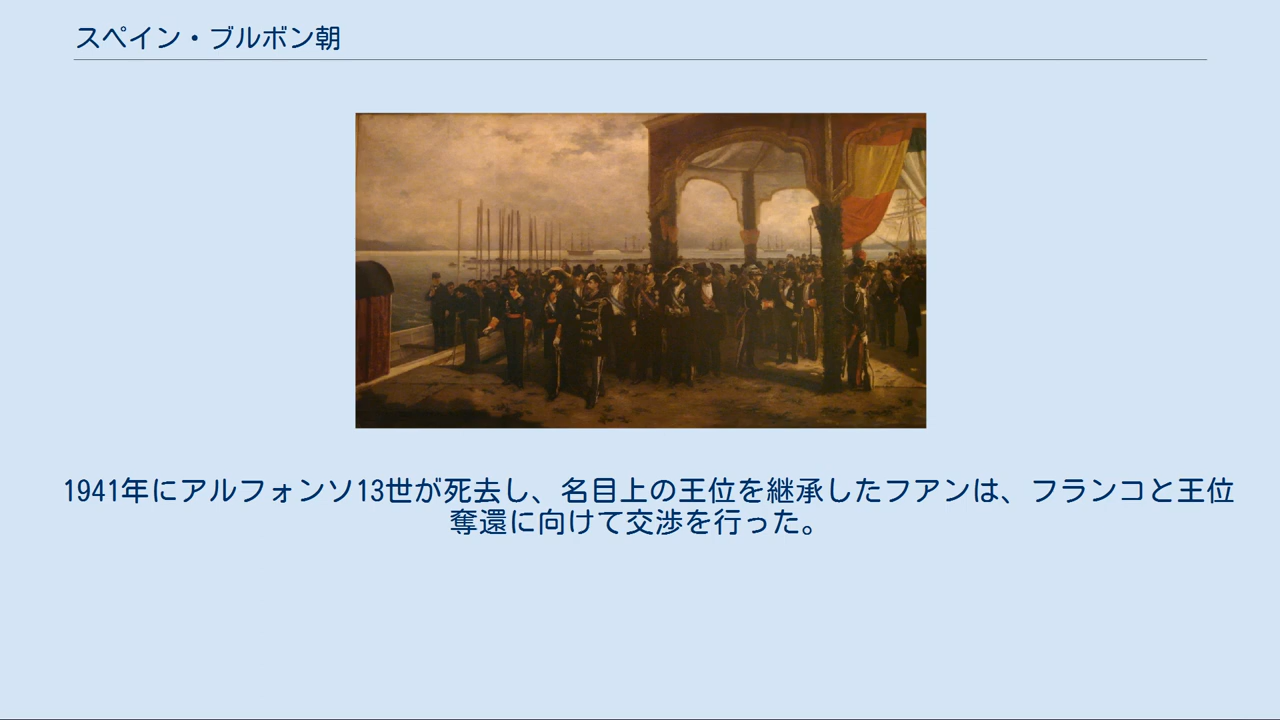 スペイン・ブルボン朝
1941年にアルフォンソ13世が死去し、名目上の王位を継承したフアンは、フランコと王位
奪還に向けて交渉を行った。